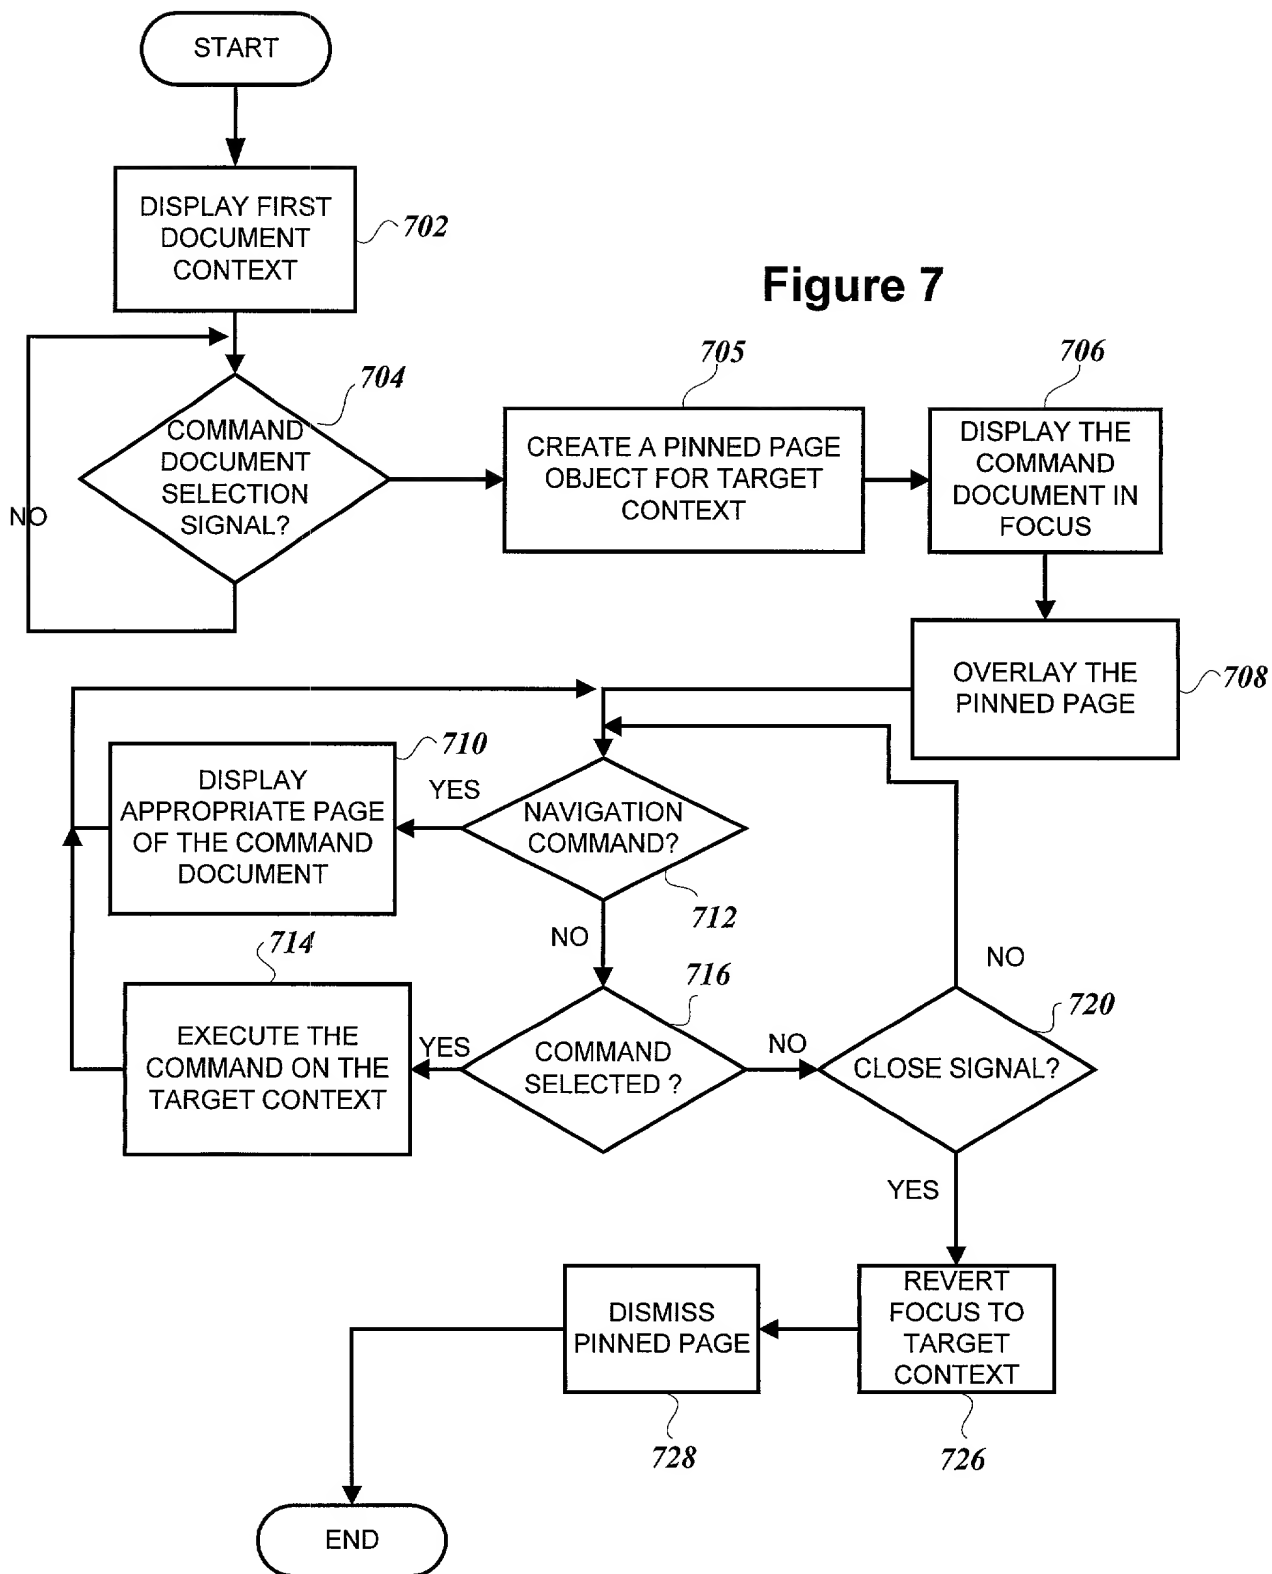 START
DISPLAY FIRST
DOCUMENT
CONTEXT
702
Figure 7
704
COMMAND
DOCUMENT
SELECTION
SIGNAL?
NO
705
CREATE A PINNED PAGE
OBJECT FOR TARGET
CONTEXT
706
DISPLAY THE
COMMAND
DOCUMENT IN
FOCUS
OVERLAY THE
PINNED PAGE
708
710
DISPLAY
APPROPRIATE PAGE
OF THE COMMAND
DOCUMENT
YES
NAVIGATION
COMMAND?
712
NO
714
EXECUTE THE
COMMAND ON THE
TARGET CONTEXT
YES
716
COMMAND
SELECTED ?
NO
NO
720
CLOSE SIGNAL?
YES
REVERT
FOCUS TO
TARGET
CONTEXT
726
DISMISS
PINNED PAGE
728
END